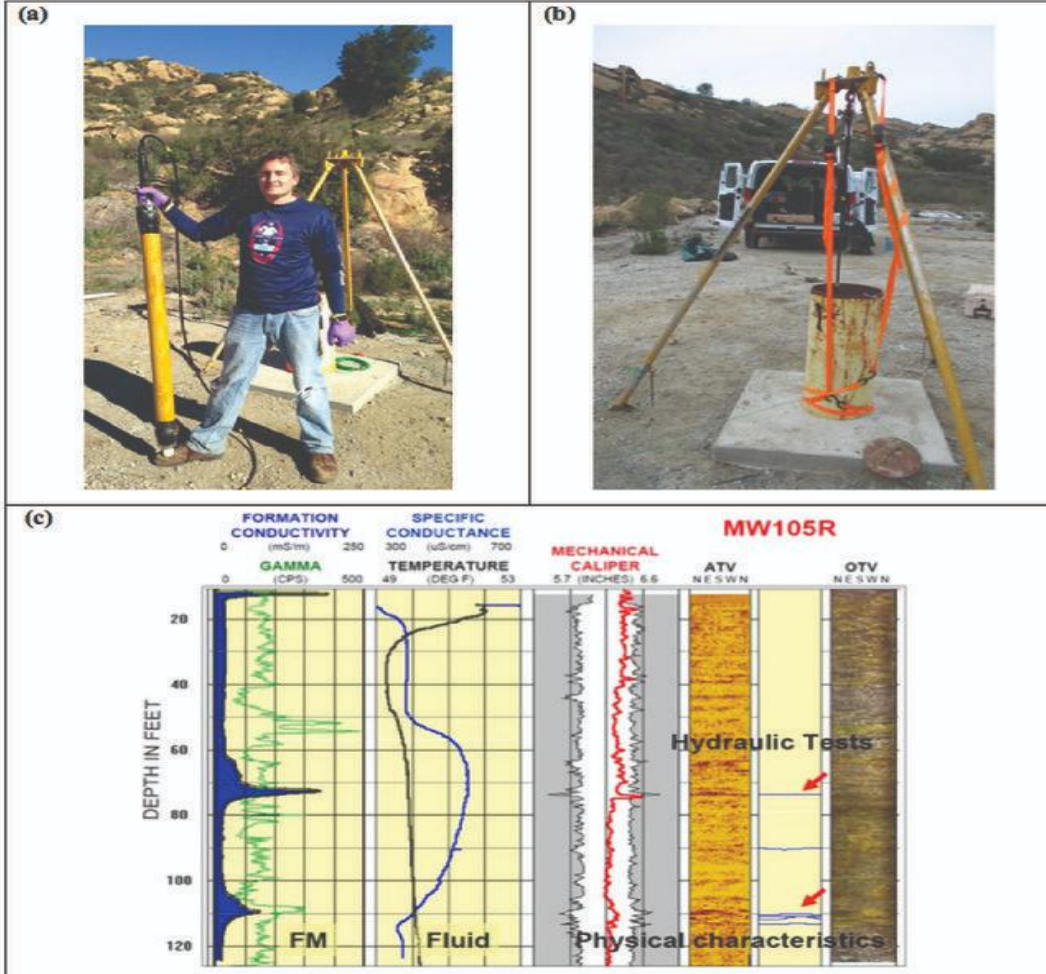 (a)
(b)
(c)
FORMATION CONDUCTIVITY
0 (mS/m) 250
GAMMA
0 (CPS) 500
SPECIFIC CONDUCTANCE
300 (uS/cm) 700
TEMPERATURE
49 (DEG F) 53
MECHANICAL CALIPER
5.7 (INCHES) 6.6
MW105R
ATV
N E S W N
OTV
N E S W N
DEPTH IN FEET
20
40
60
80
100
120
Hydraulic Tests
FM
Fluid
Physical characteristics